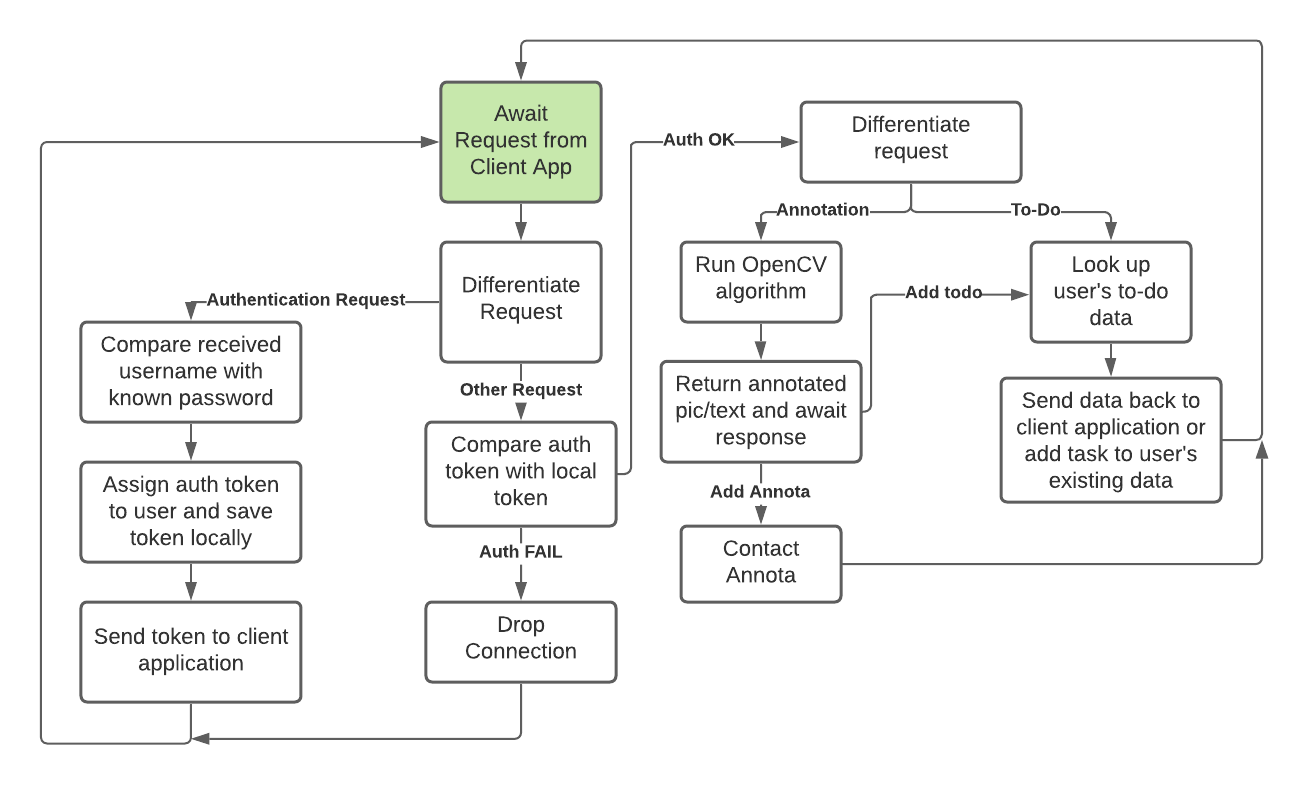 Await
Request from
Client App
Differentiate
Request
Authentication Request
Compare received
username with
known password
Assign auth token
to user and save
token locally
Send token to client
application
Other Request
Compare auth
token with local
token
Auth FAIL
Drop
Connection
Auth OK
Differentiate
request
Annotation
Run OpenCV
algorithm
Return annotated
pic/text and await
response
Add Annota
Contact
Annota
Add todo
To-Do
Look up
user's to-do
data
Send data back to
client application or
add task to user's
existing data